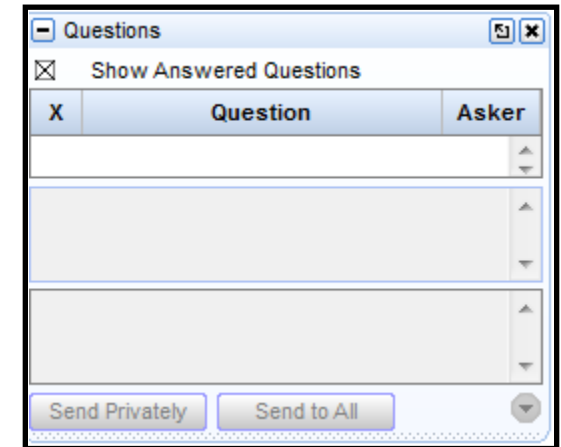 Questions
Show Answered Questions
X Question Asker
Send Privately Send to All